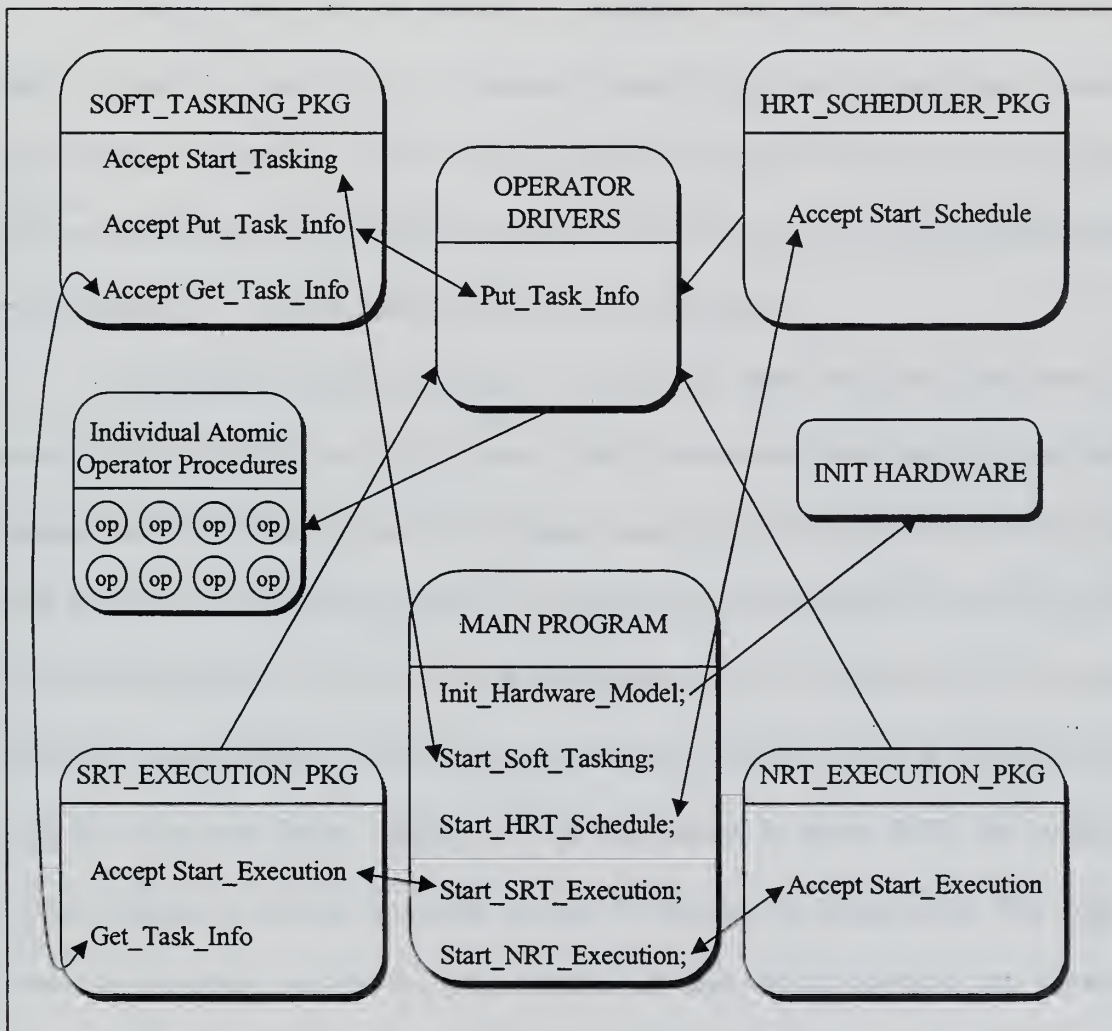 SOFT_TASKING_PKG
Accept Start_Tasking
Accept Put_Task_Info
Accept Get_Task_Info
OPERATOR
DRIVERS
Put_Task_Info
HRT_SCHEDULER_PKG
Accept Start_Schedule
Individual Atomic
Operator Procedures
op op op op
op op op op
INIT HARDWARE
MAIN PROGRAM
Init_Hardware_Model;
Start_Soft_Tasking;
Start_HRT_Schedule;
Start_SRT_Execution;
Start_NRT_Execution;
SRT_EXECUTION_PKG
Accept Start_Execution
Get_Task_Info
NRT_EXECUTION_PKG
Accept Start_Execution